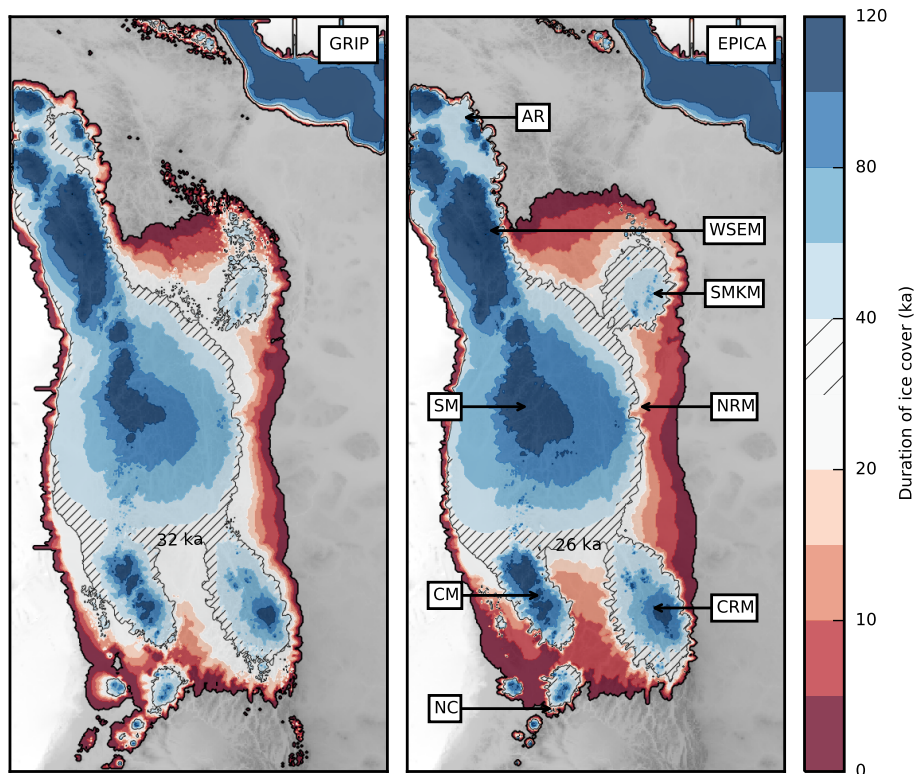 GRIP
EPICA
AR
WSEM
SMKM
SM
NRM
32 ka
26 ka
CM
CRM
NC
120
80
40
20
10
0
Duration of ice cover (ka)